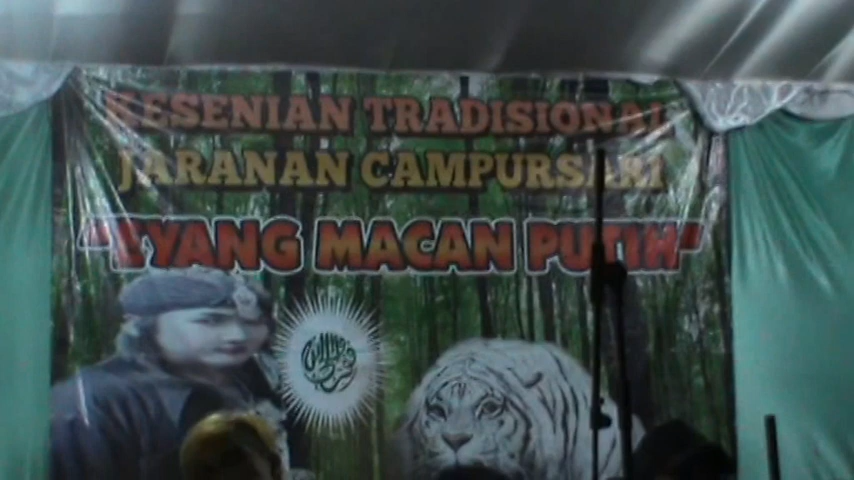 KESENIAN TRADISIONAL
JARANAN CAMPURSARI
"EYANG MACAN PUTIH"